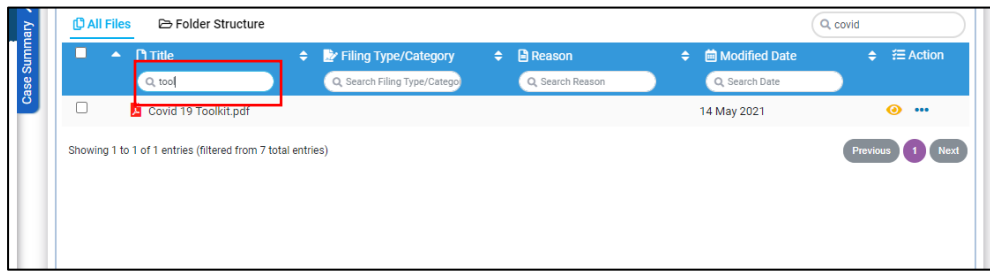 Case Summary
All Files Folder Structure covid
Title Filing Type/Category Reason Modified Date Action
tool Search Filing Type/Catego Search Reason Search Date
Covid 19 Toolkit.pdf 14 May 2021
Showing 1 to 1 of 1 entries (filtered from 7 total entries) Previous 1 Next